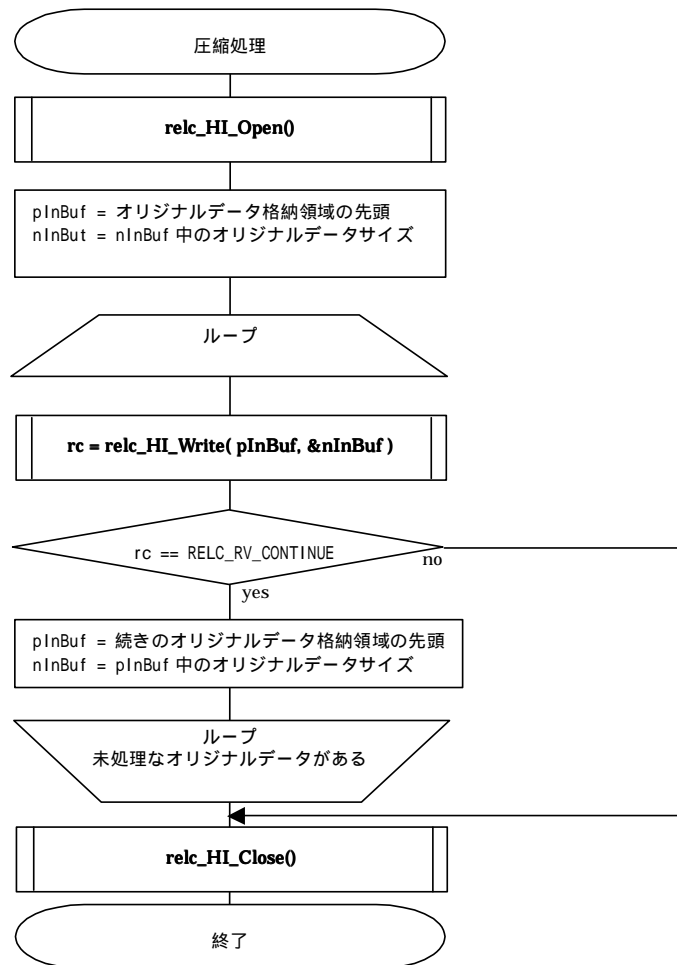 圧縮処理
relc_HI_Open()
pInBuf = オリジナルデータ格納領域の先頭
nInBut = nInBuf 中のオリジナルデータサイズ
ループ
rc = relc_HI_Write( pInBuf, &nInBuf )
rc == RELC_RV_CONTINUE
no
yes
pInBuf = 続きのオリジナルデータ格納領域の先頭
nInBuf = pInBuf 中のオリジナルデータサイズ
ループ
未処理なオリジナルデータがある
relc_HI_Close()
終了